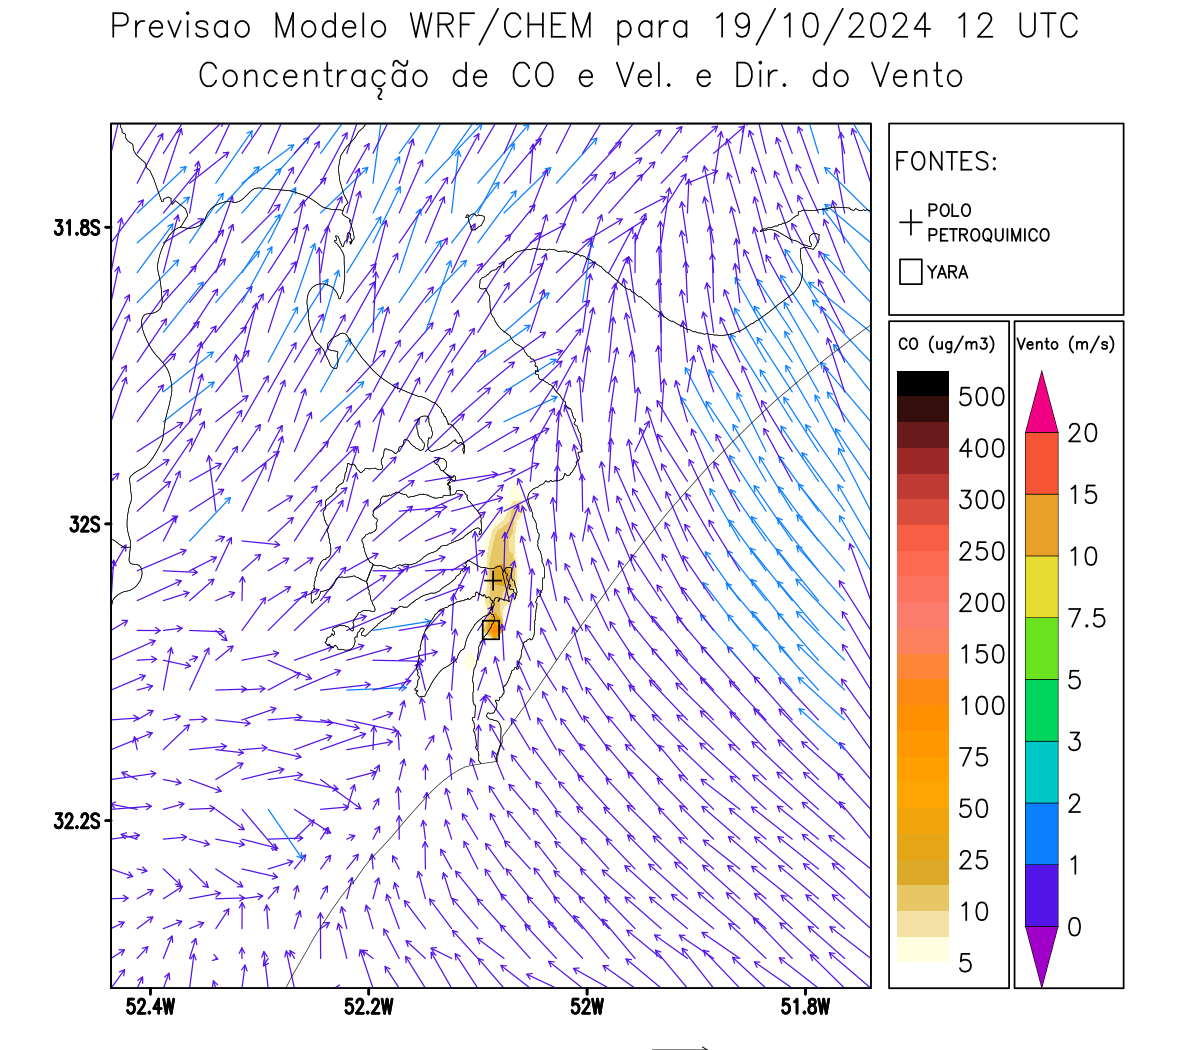 Previsao Modelo WRF/CHEM para 19/10/2024 12 UTC
Concentração de CO e Vel. e Dir. do Vento
FONTES:
POLO
PETROQUIMICO
YARA
CO (ug/m3)
500
400
300
250
200
150
100
75
50
25
10
5
Vento (m/s)
20
15
10
7.5
5
3
2
1
0
31.8S
32S
32.2S
52.4W
52.2W
52W
51.8W